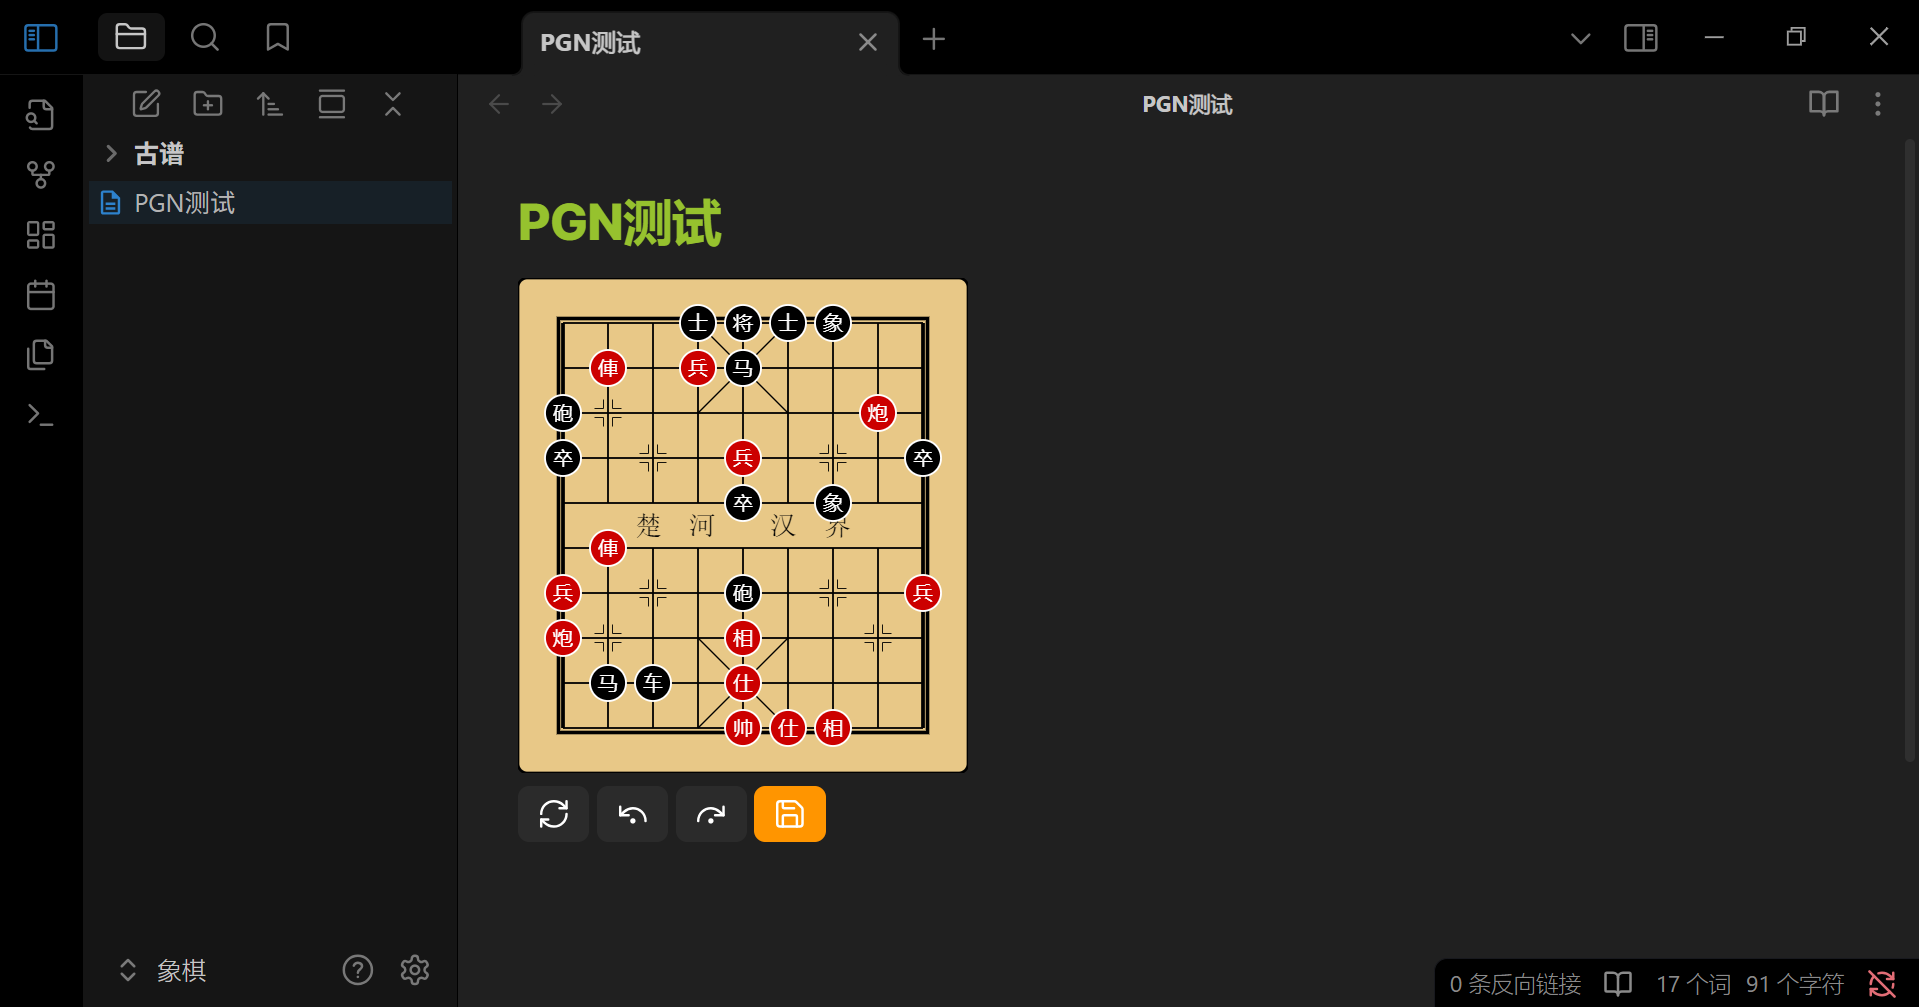 PGN测试
PGN测试
古谱
PGN测试
PGN测试
士 将 士 象
俥 兵 马
砲 炮
卒 兵 卒
卒 象
楚 河 汉 界
俥
兵 砲 兵
炮 相
马 车 仕
帅 仕 相
象棋
0 条反向链接 17 个词 91 个字符